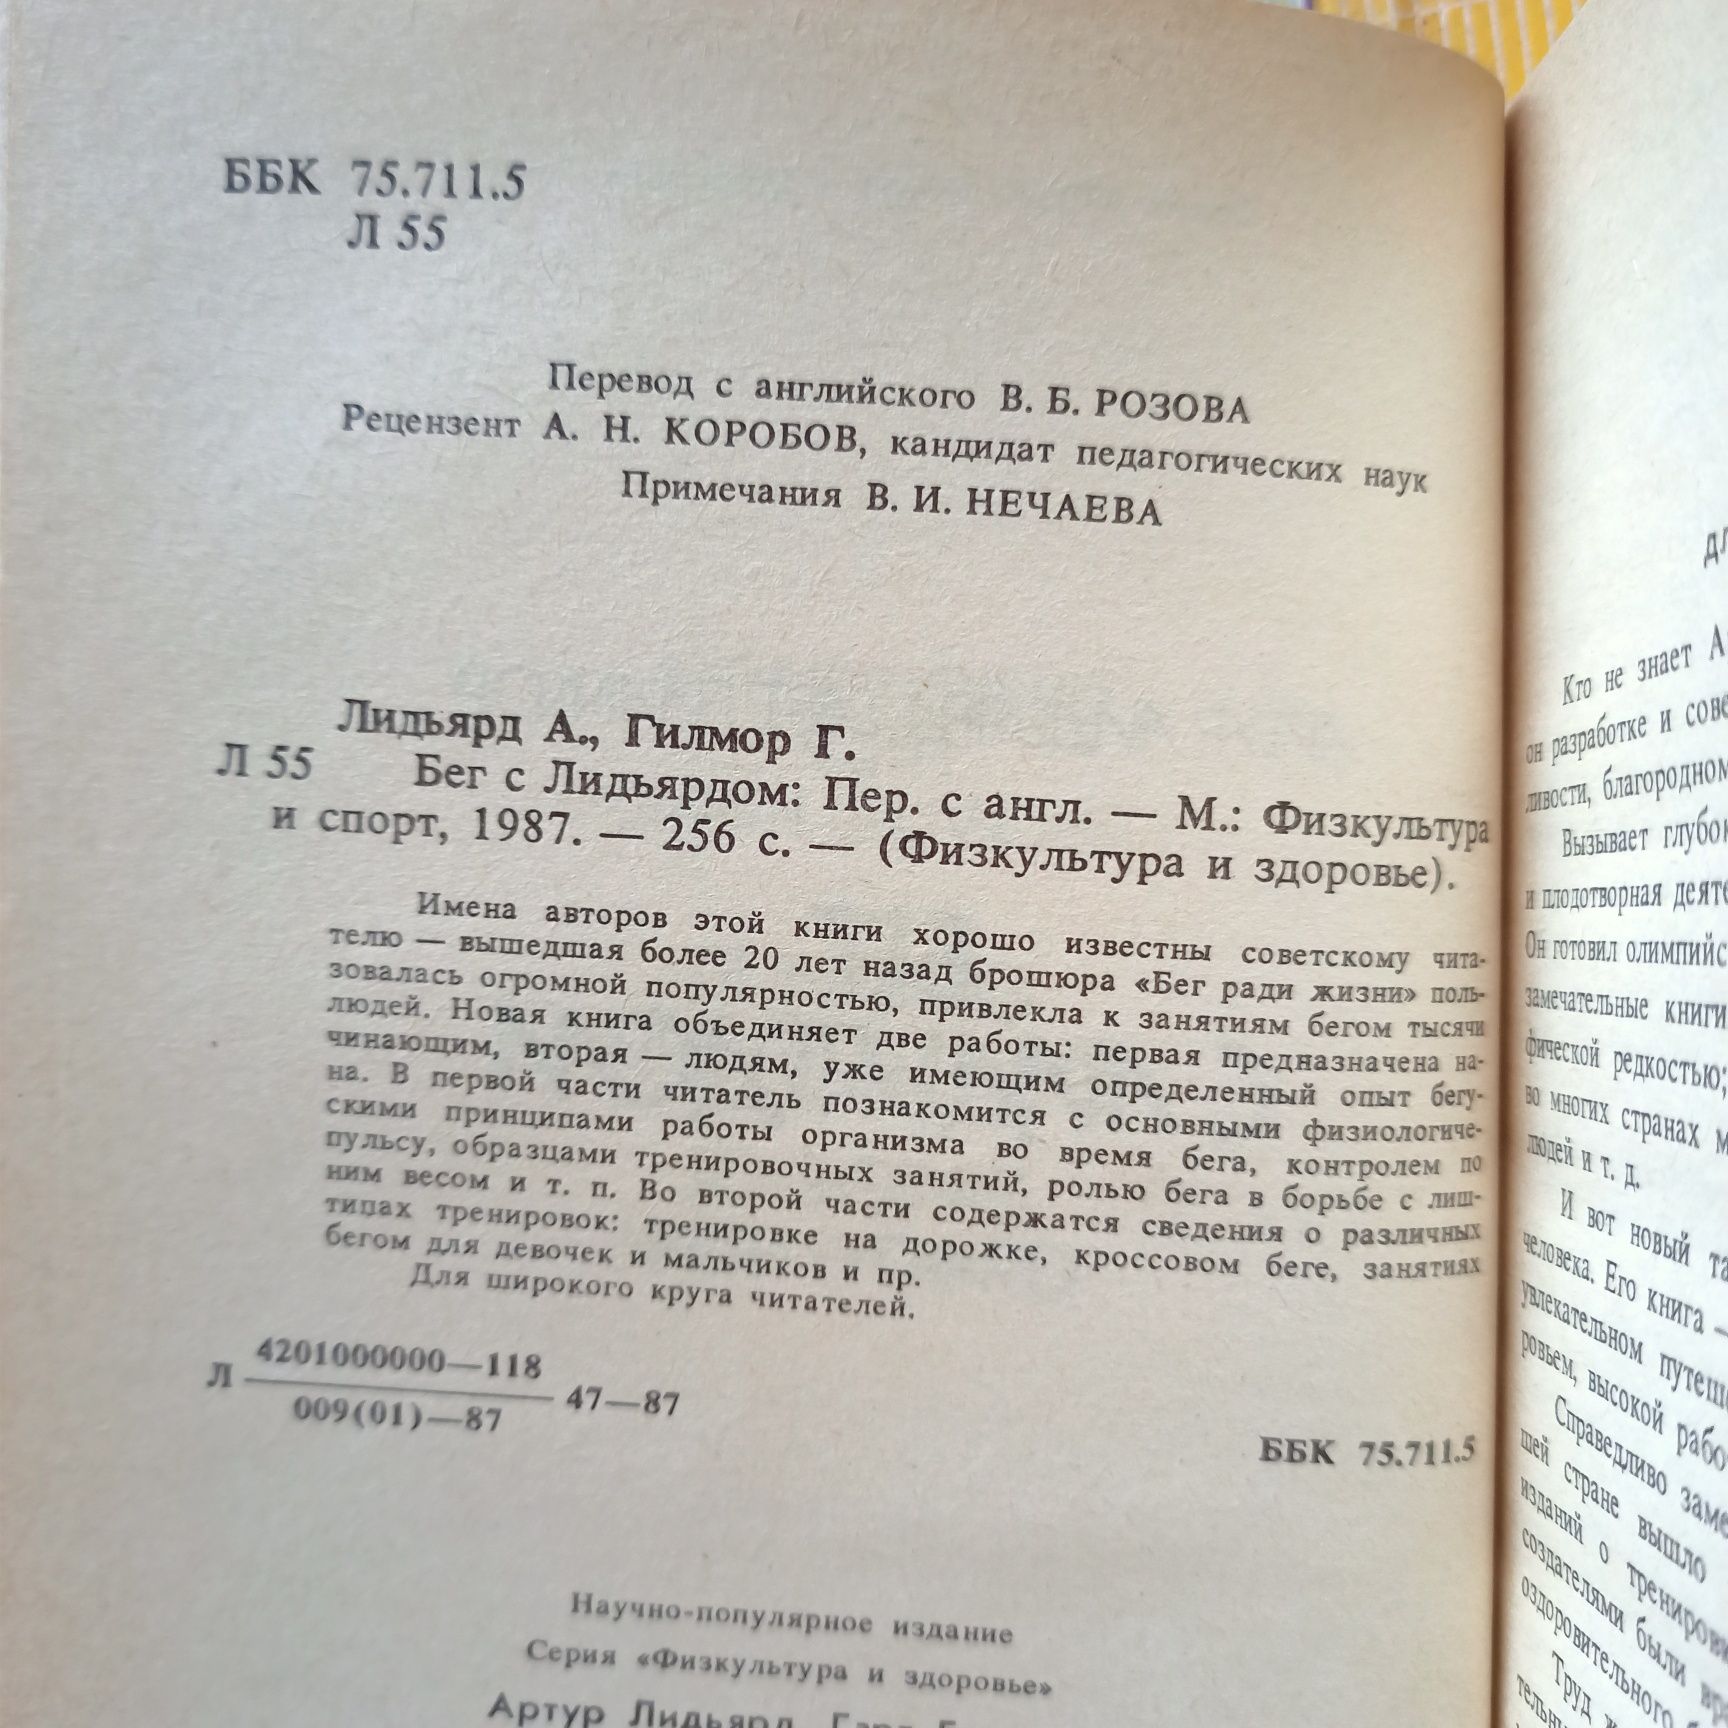 ББК 75.711.5
Л 55
Перевод с английского В. Б. РОЗОВА
Рецензент А. Н. КОРОБОВ, кандидат педагогических наук
Примечания В. И. НЕЧАЕВА
Лидьярд А., Гилмор Г.
Л 55 Бег с Лидьярдом: Пер. с англ. — М.: Физкультура
и спорт, 1987. — 256 с. — (Физкультура и здоровье).
Имена авторов этой книги хорошо известны советскому чита-
телю — вышедшая более 20 лет назад брошюра «Бег ради жизни» поль-
зовалась огромной популярностью, привлекла к занятиям бегом тысячи
людей. Новая книга объединяет две работы: первая предназначена на-
чинающим, вторая — людям, уже имеющим определенный опыт бегу-
на. В первой части читатель познакомится с основными физиологиче-
скими принципами работы организма во время бега, контролем по
пульсу, образцами тренировочных занятий, ролью бега в борьбе с лиш-
ним весом и т. п. Во второй части содержатся сведения о различных
типах тренировок: тренировке на дорожке, кроссовом беге, занятиях
бегом для девочек и мальчиков и пр.
Для широкого круга читателей.
Л 4201000000—118
009(01)—87 47—87
ББК 75.711.5
Научно-популярное издание
Серия «Физкультура и здоровье»
Артур Лидьярд,
Кто не знает А
он разработке и сове
ливости, благородном
Вызывает глубок
и плодотворная деяте
Он готовил олимпийс
замечательные книги
фической редкостью;
во многих странах м
людей и т. д.
И вот новый та
человека. Его книга —
увлекательном путеш
ровьем, высокой рабо
Справедливо заме
шей стране вышло
изданий о трениров
создателями были вр
оздоровительного б
Труд ж
тельны